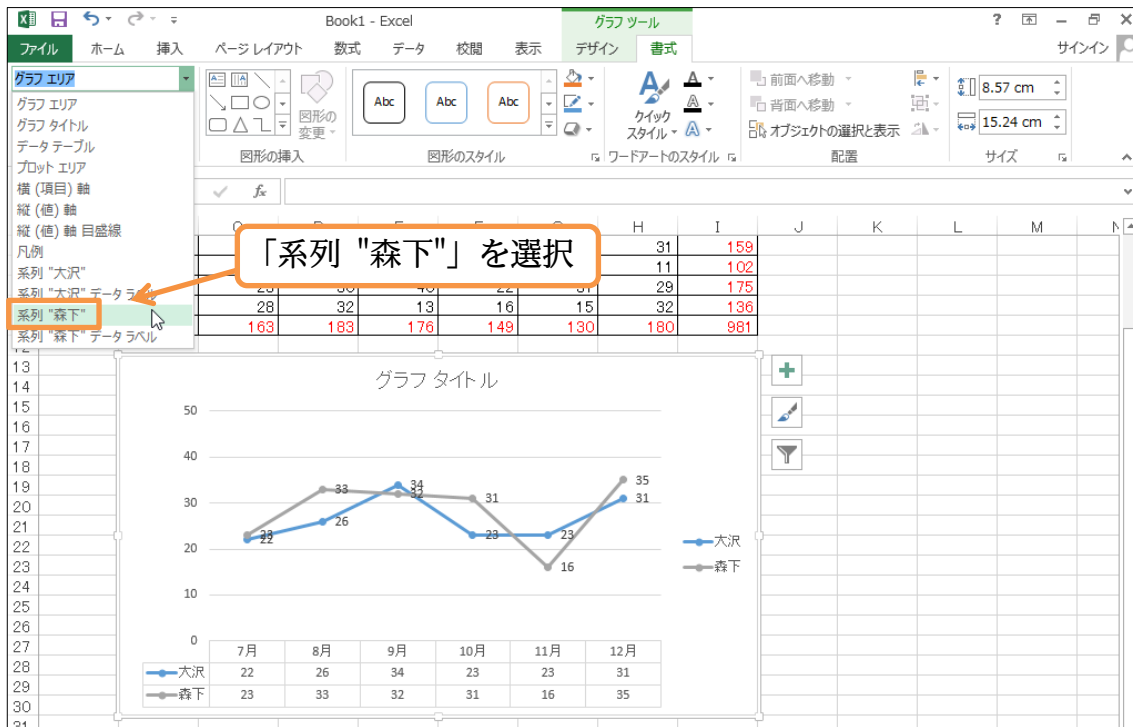 Book1 - Excel
グラフ ツール
?
ファイル ホーム 挿入 ページ レイアウト 数式 データ 校閲 表示 デザイン 書式 サインイン
グラフ エリア
Abc Abc Abc
図形の変更
クイック スタイル
前面へ移動
背面へ移動
オブジェクトの選択と表示
8.57 cm
15.24 cm
図形の挿入 図形のスタイル ワードアートのスタイル 配置 サイズ
グラフ エリア
グラフ タイトル
データ テーブル
プロット エリア
横 (項目) 軸
縦 (値) 軸
縦 (値) 軸 目盛線
凡例
系列 "大沢"
系列 "大沢" データ ラベル
系列 "森下"
系列 "森下" データ ラベル
fx
「系列 "森下"」を選択
H I J K L M
31 159
11 102
29 175
28 32 13 16 15 32 136
163 183 176 149 130 180 981
13
14
15
16
17
18
19
20
21
22
23
24
25
26
27
28
29
30
グラフ タイトル
50
40
30
20
10
0
22 26 34 23 23 31
23 33 32 31 16 35
大沢
森下
7月 8月 9月 10月 11月 12月
大沢 22 26 34 23 23 31
森下 23 33 32 31 16 35